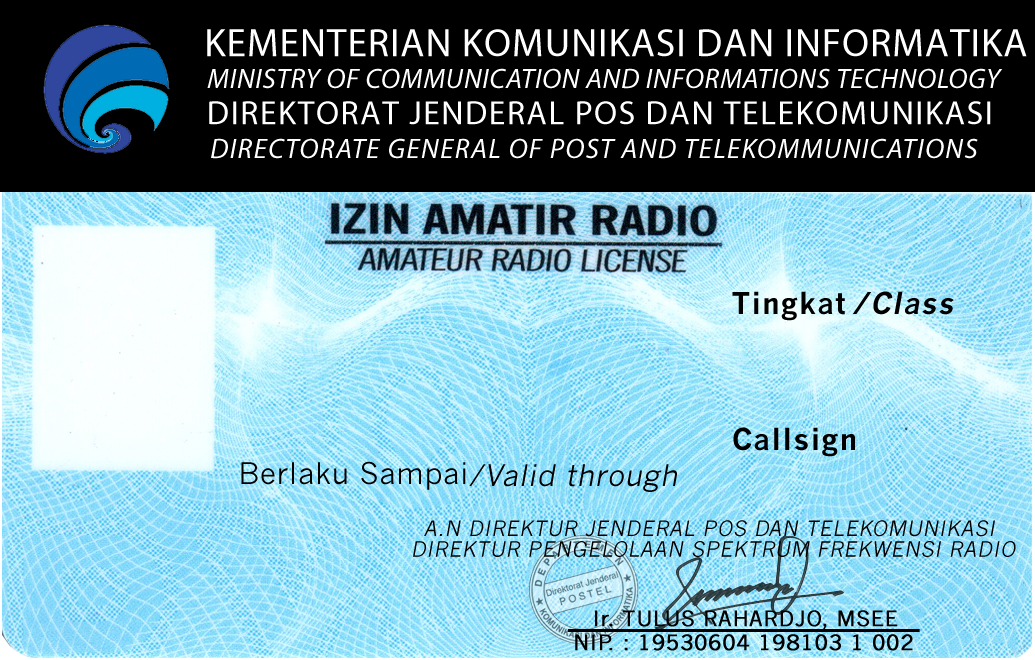 KEMENTERIAN KOMUNIKASI DAN INFORMATIKA
MINISTRY OF COMMUNICATION AND INFORMATIONS TECHNOLOGY
DIREKTORAT JENDERAL POS DAN TELEKOMUNIKASI
DIRECTORATE GENERAL OF POST AND TELEKOMMUNICATIONS
IZIN AMATIR RADIO
AMATEUR RADIO LICENSE
Tingkat /Class
Callsign
Berlaku Sampai/Valid through
A.N DIREKTUR JENDERAL POS DAN TELEKOMUNIKASI
DIREKTUR PENGELOLAAN SPEKTRUM FREKWENSI RADIO
Direktorat Jenderal
POSTEL
KOMUNIKASI INFORMATIKA
Ir. TULUS RAHARDJO, MSEE
NIP. : 19530604 198103 1 002